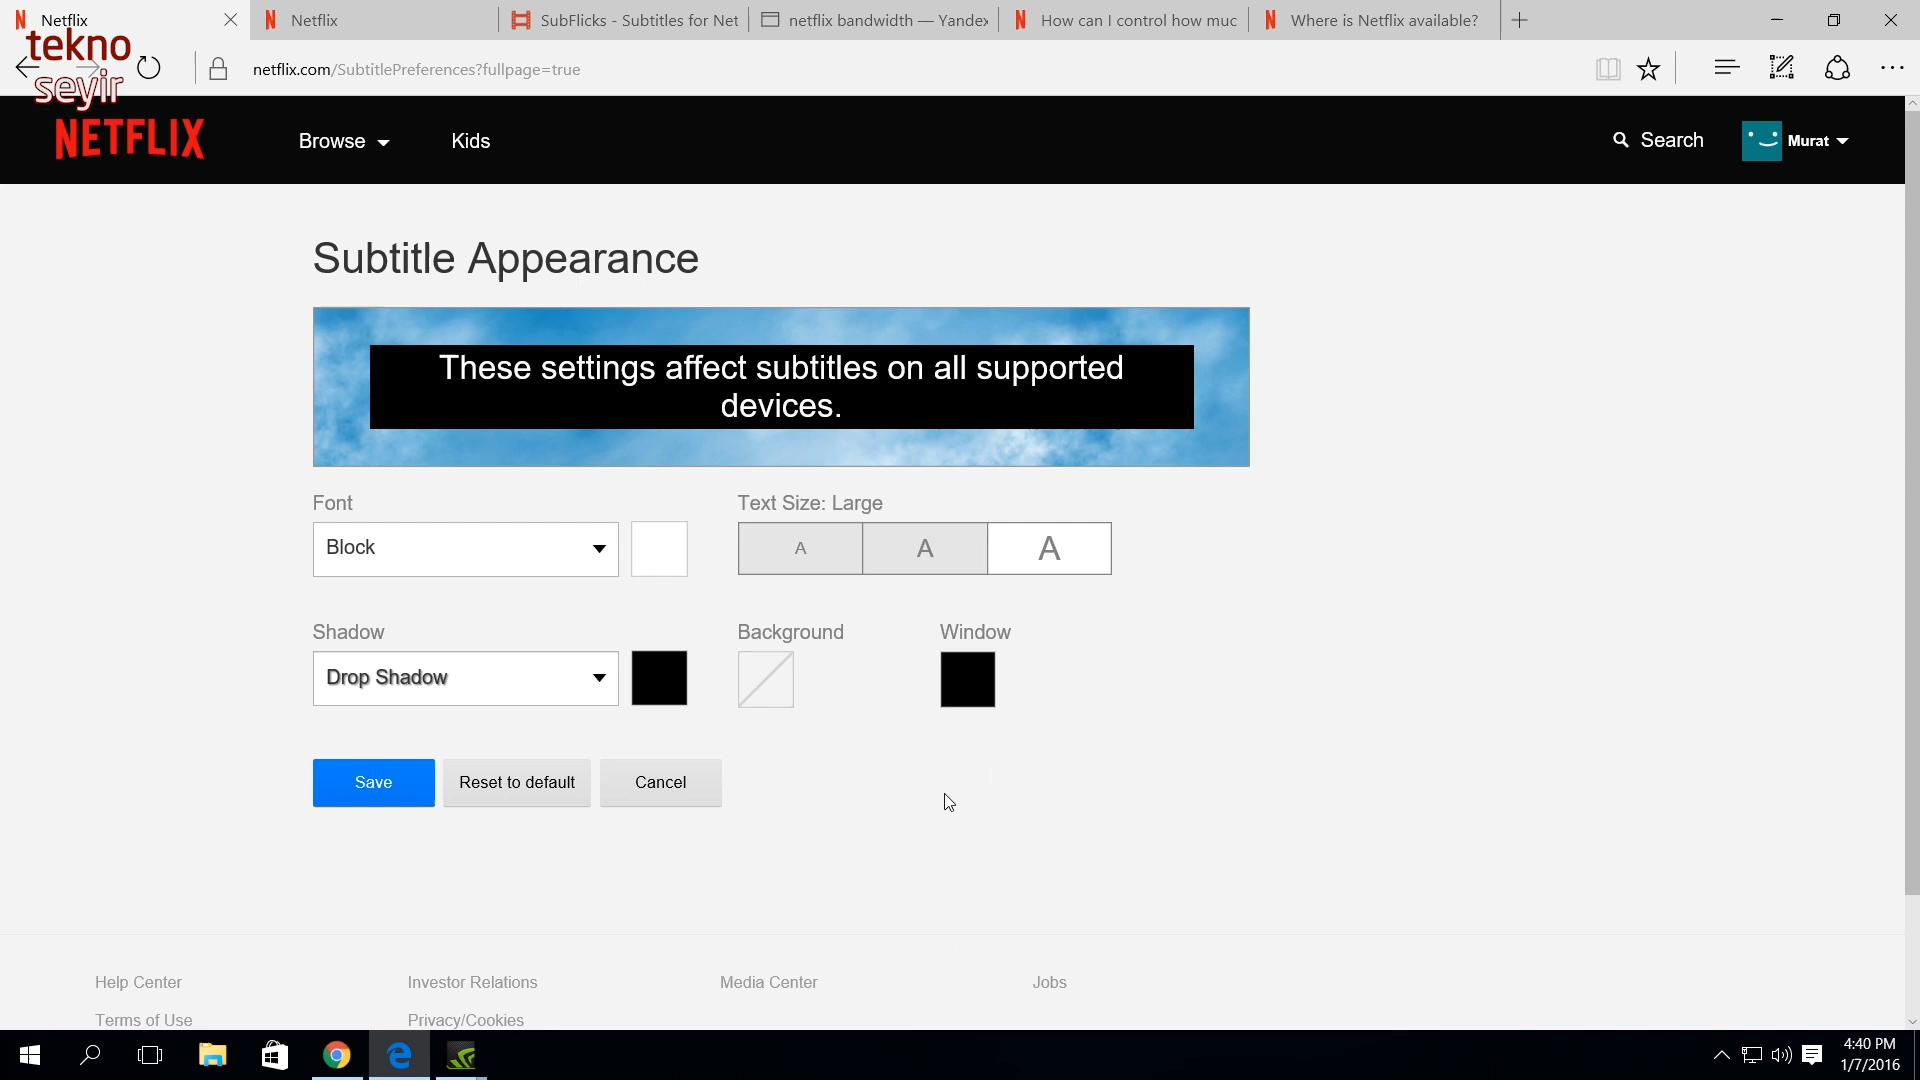 Netflix
Netflix
SubFlicks - Subtitles for Net
netflix bandwidth — Yandex
How can I control how muc
Where is Netflix available?
tekno
seyir
netflix.com/SubtitlePreferences?fullpage=true
NETFLIX
Browse
Kids
Search
Murat
Subtitle Appearance
These settings affect subtitles on all supported
devices.
Font
Text Size: Large
Block
A
A
A
Shadow
Background
Window
Drop Shadow
Save
Reset to default
Cancel
Help Center
Investor Relations
Media Center
Jobs
Terms of Use
Privacy/Cookies
4:40 PM
1/7/2016